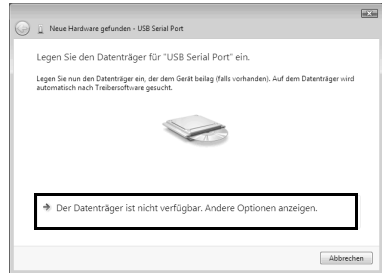 Neue Hardware gefunden - USB Serial Port
Legen Sie den Datenträger für "USB Serial Port" ein.
Legen Sie nun den Datenträger ein, der dem Gerät beilag (falls vorhanden). Auf dem Datenträger wird
automatisch nach Treibersoftware gesucht.
Der Datenträger ist nicht verfügbar. Andere Optionen anzeigen.
Abbrechen